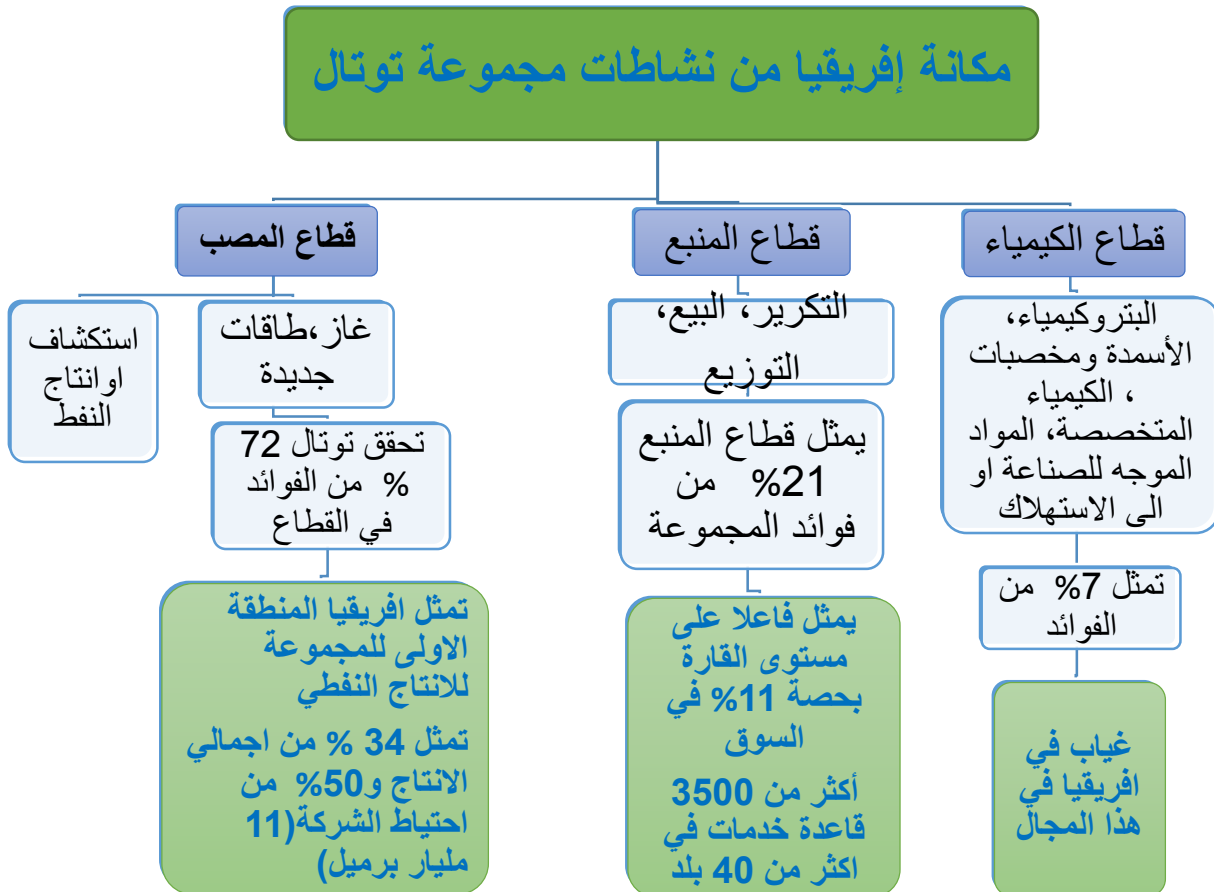 مكانة إفريقيا من نشاطات مجموعة توتال
قطاع الكيمياء
البتروكيمياء،
الأسمدة ومخصبات
، الكيمياء
المتخصصة، المواد
الموجه للصناعة او
الى الاستهلاك
تمثل 7% من
الفوائد
غياب في
افريقيا في
هذا المجال
قطاع المنبع
التكرير، البيع،
التوزيع
يمثل قطاع المنبع
21% من
فوائد المجموعة
يمثل فاعلا على
مستوى القارة
بحصة 11% في
السوق
أكثر من 3500
قاعدة خدمات في
اكثر من 40 بلد
قطاع المصب
غاز،طاقات
جديدة
تحقق توتال 72
% من الفوائد
في القطاع
تمثل افريقيا المنطقة
الاولى للمجموعة
للانتاج النفطي
تمثل 34 % من اجمالي
الانتاج و50% من
احتياط الشركة(11
مليار برميل)
استكشاف
اوانتاج
النفط